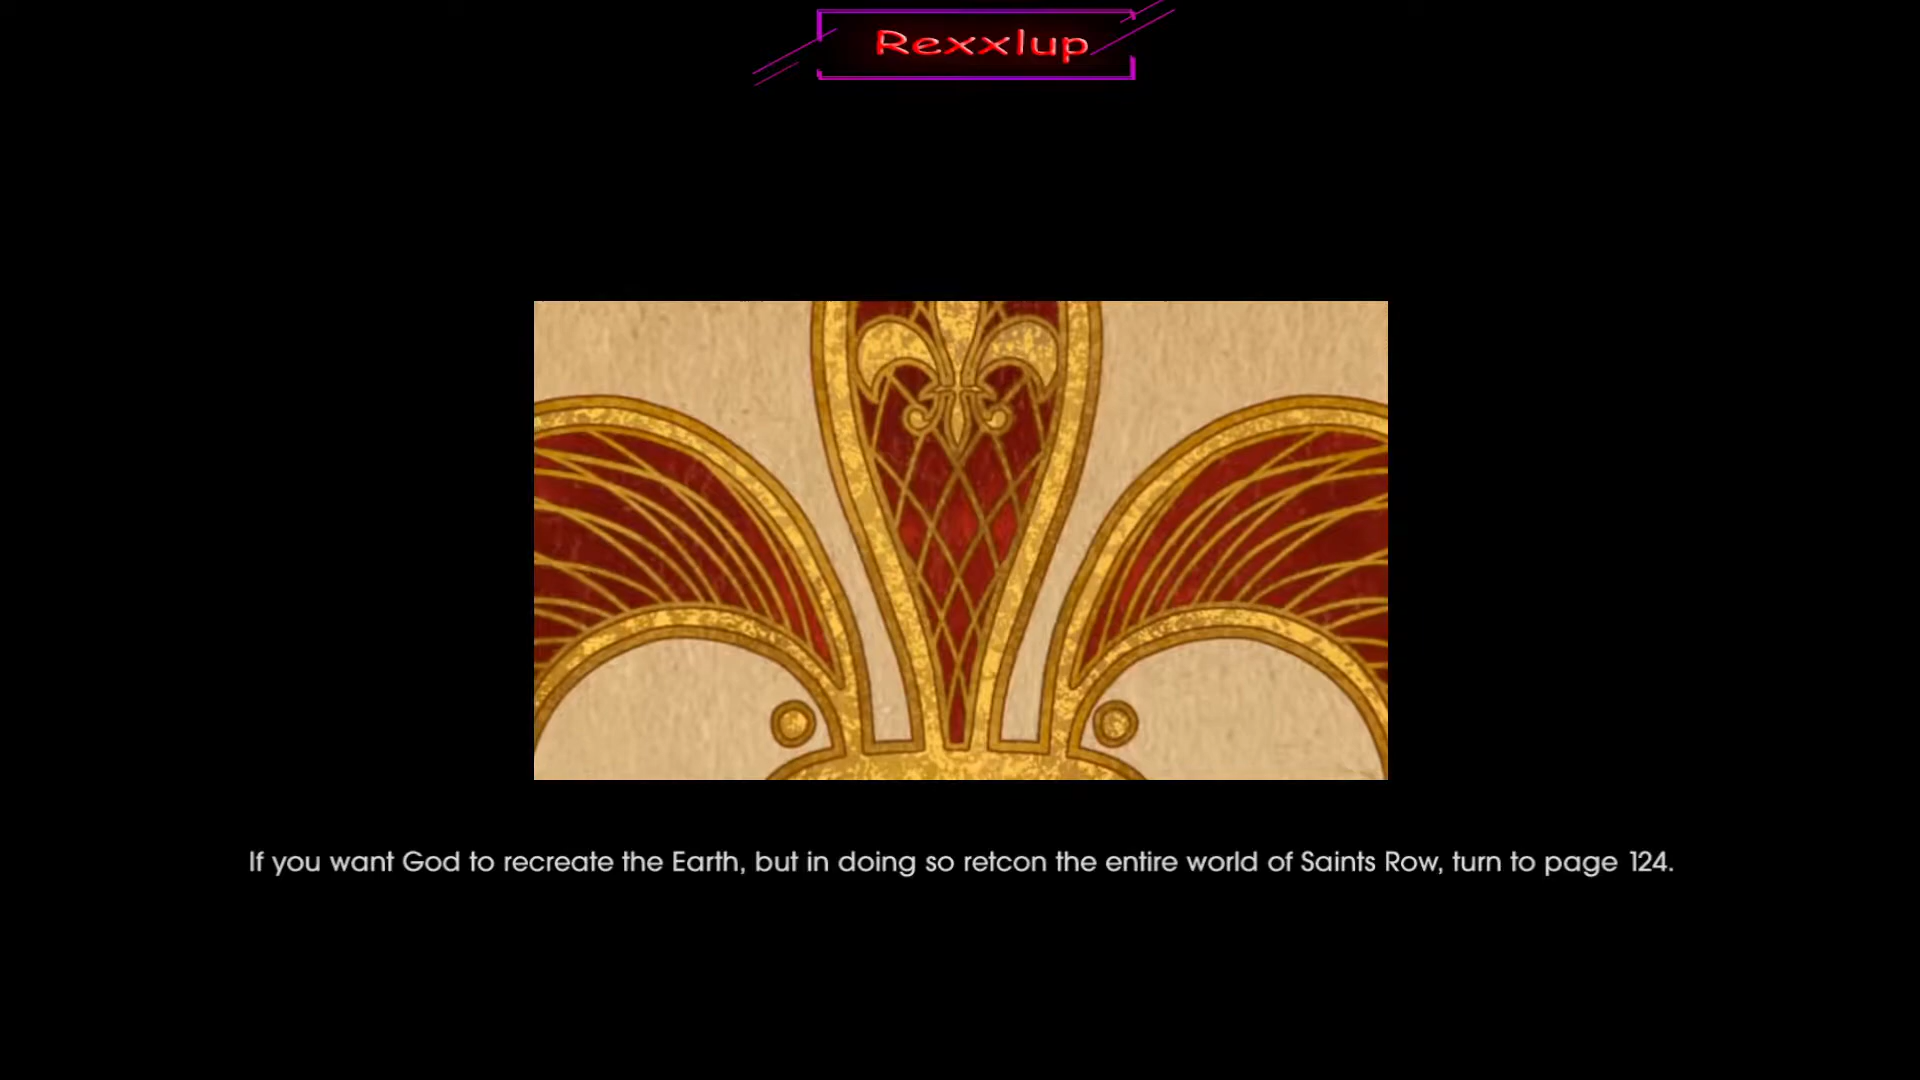 Rexxlup
If you want God to recreate the Earth, but in doing so retcon the entire world of Saints Row, turn to page 124.